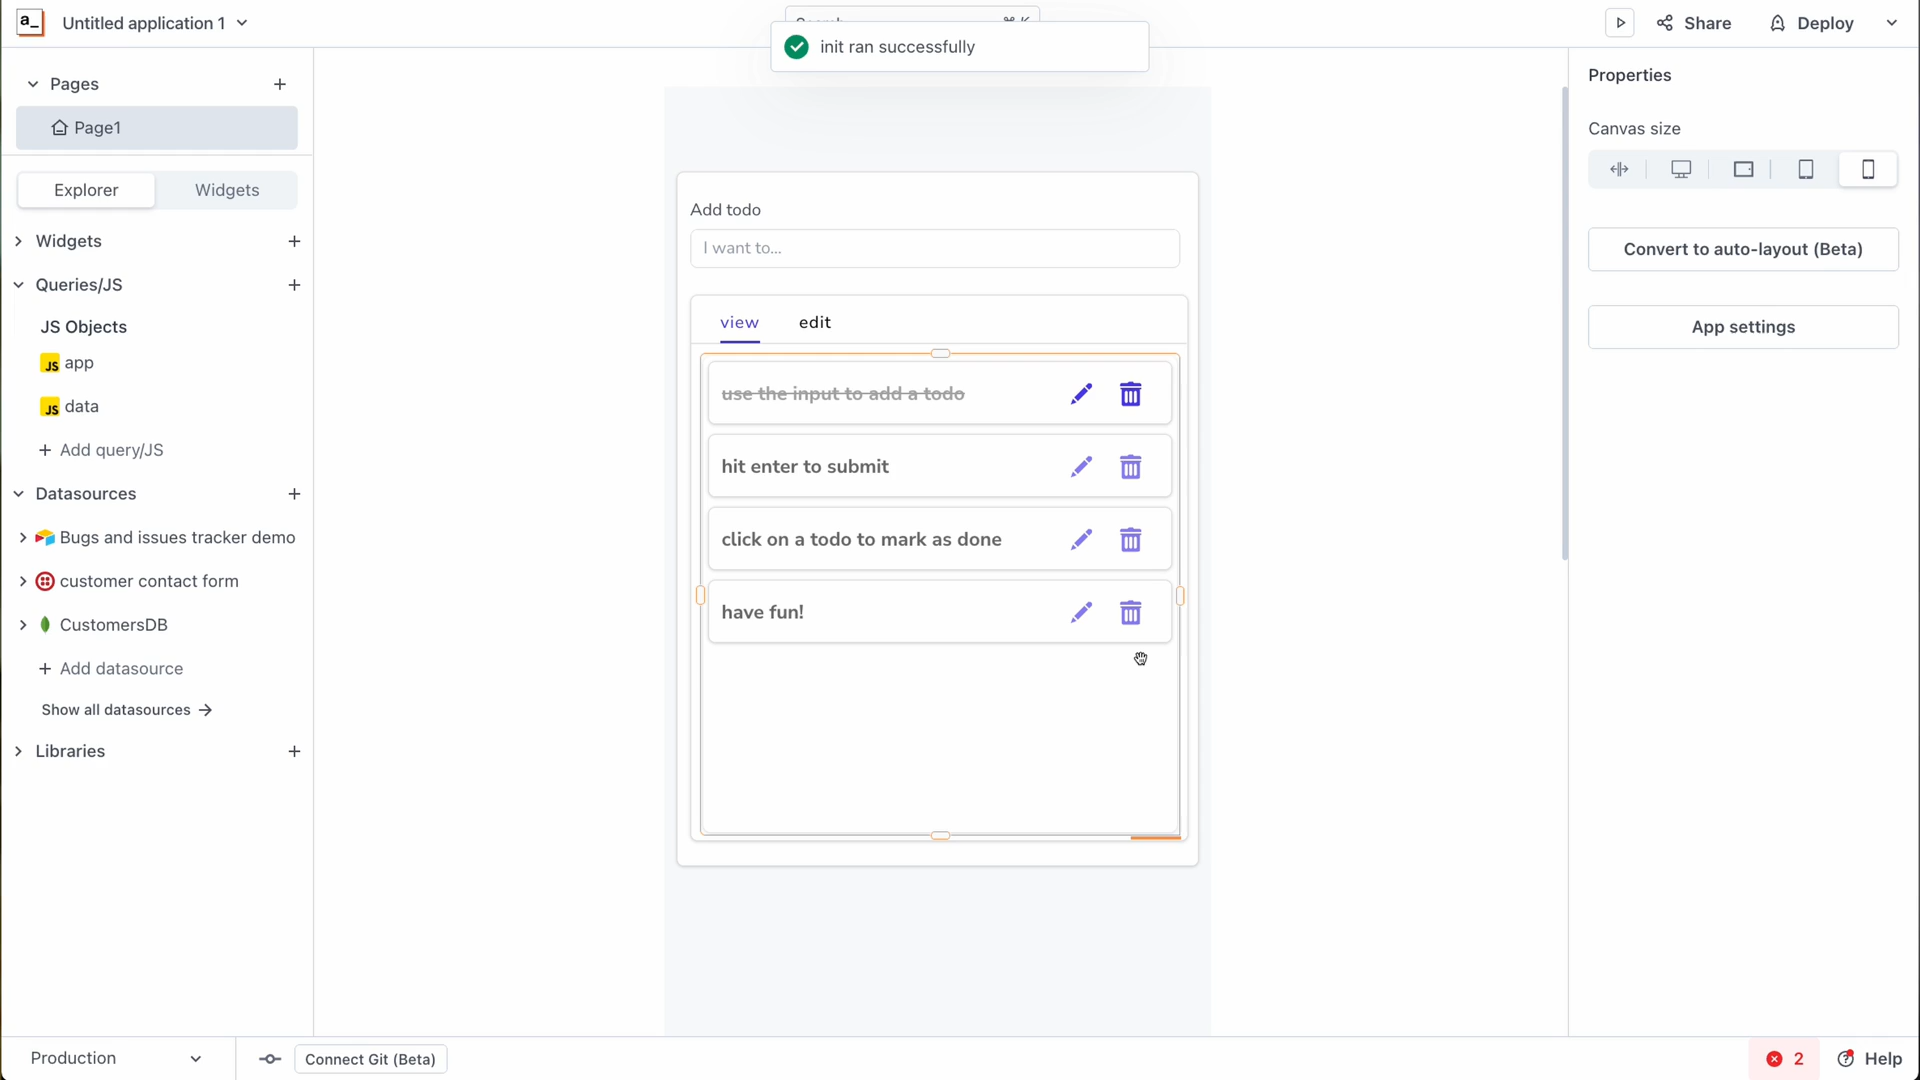 a_
Untitled application 1
init ran successfully
Share
Deploy
Pages
Page1
Explorer
Widgets
Widgets
Queries/JS
JS Objects
JS app
JS data
Add query/JS
Datasources
Bugs and issues tracker demo
customer contact form
CustomersDB
Add datasource
Show all datasources
Libraries
Add todo
I want to...
view
edit
use the input to add a todo
hit enter to submit
click on a todo to mark as done
have fun!
Properties
Canvas size
Convert to auto-layout (Beta)
App settings
Production
Connect Git (Beta)
2
Help